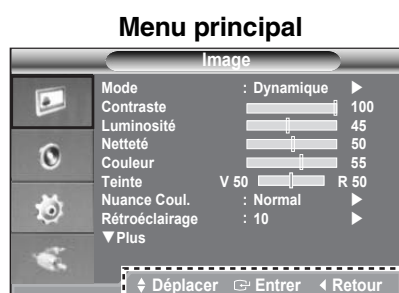 Menu principal
Image
Mode : Dynamique ▶
Contraste 100
Luminosité 45
Netteté 50
Couleur 55
Teinte V 50 R 50
Nuance Coul. : Normal ▶
Rétroéclairage : 10 ▶
▼Plus
Déplacer Entrer Retour